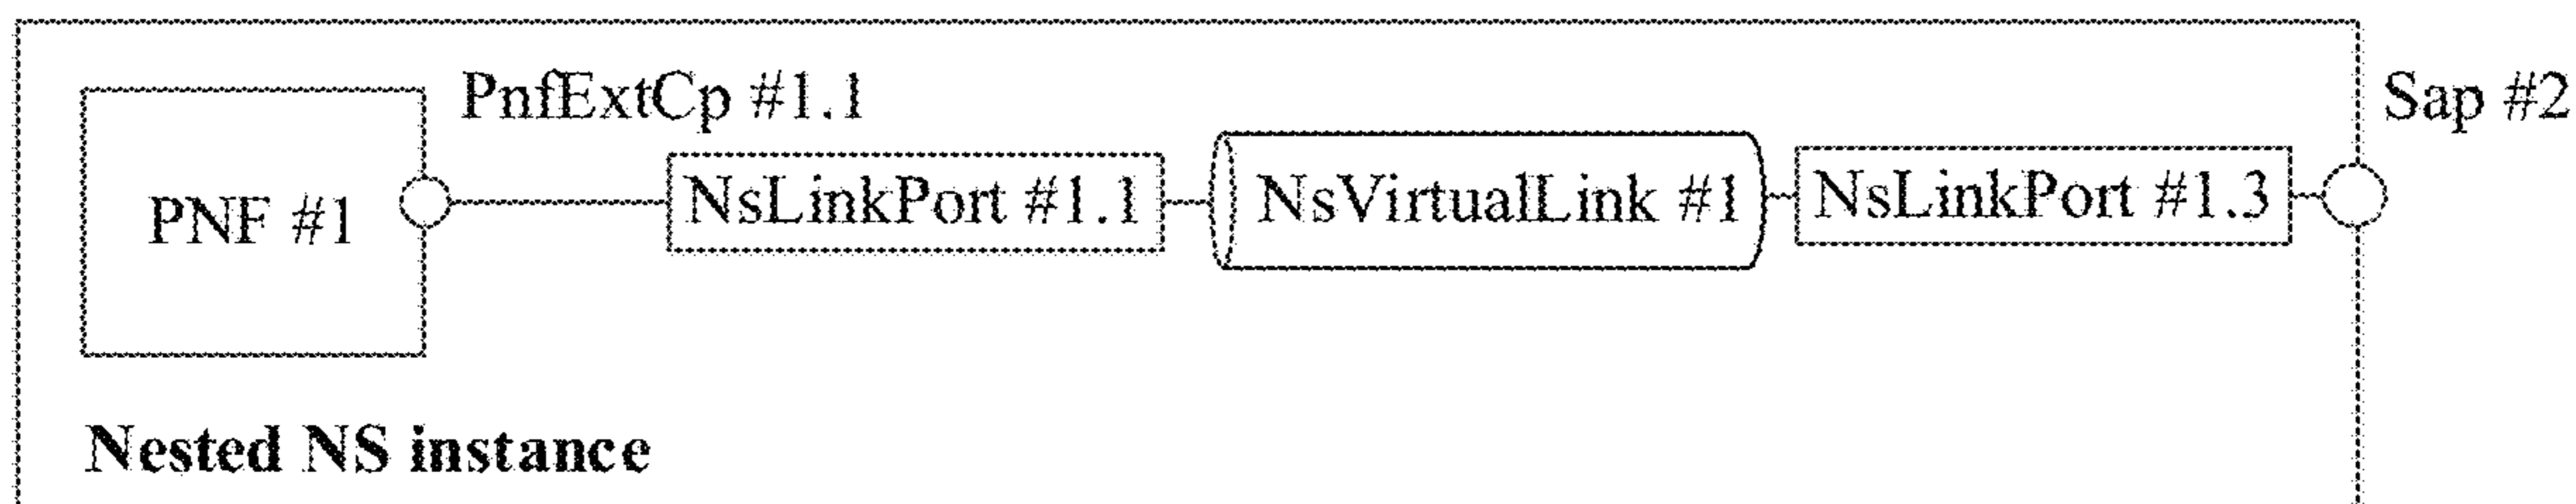 PnfExtCp #1.1
Sap #2
PNF #1
NsLinkPort #1.1
NsVirtualLink #1
NsLinkPort #1.3
Nested NS instance